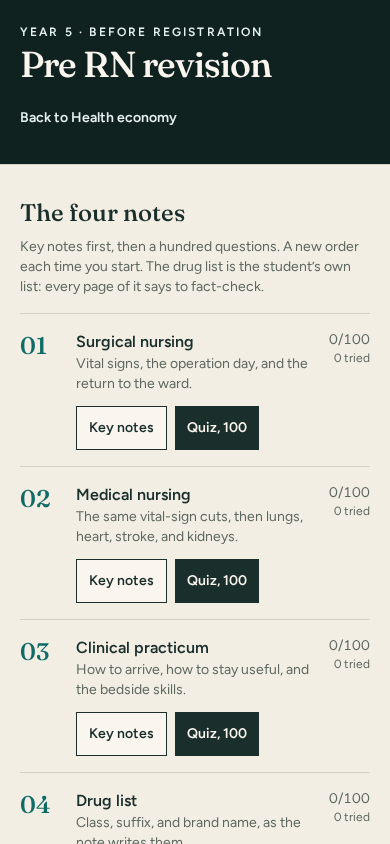 YEAR 5 · BEFORE REGISTRATION
Pre RN revision
Back to Health economy
The four notes
Key notes first, then a hundred questions. A new order
each time you start. The drug list is the student's own
list: every page of it says to fact-check.
01
Surgical nursing
0/100
Vital signs, the operation day, and the
0 tried
return to the ward.
Key notes
Quiz, 100
02
Medical nursing
0/100
The same vital-sign cuts, then lungs,
0 tried
heart, stroke, and kidneys.
Key notes
Quiz, 100
03
Clinical practicum
0/100
How to arrive, how to stay useful, and
0 tried
the bedside skills.
Key notes
Quiz, 100
04
Drug list
0/100
Class, suffix, and brand name, as the
0 tried
note writes them.